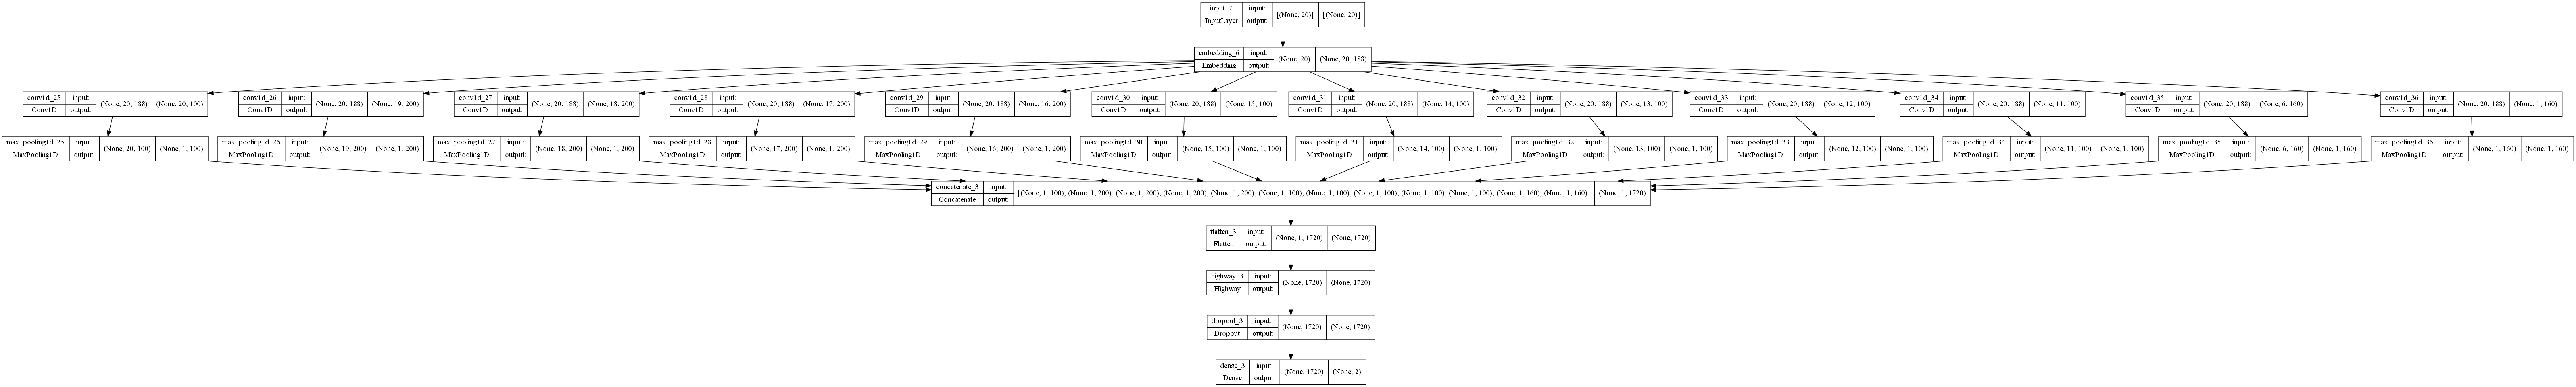 input_7 input: [(None, 20)] [(None, 20)]
InputLayer output:
embedding_6 input: (None, 20) (None, 20, 188)
Embedding output:
conv1d_25 input: (None, 20, 188) (None, 20, 100)
Conv1D output:
conv1d_26 input: (None, 20, 188) (None, 19, 200)
Conv1D output:
conv1d_27 input: (None, 20, 188) (None, 18, 200)
Conv1D output:
conv1d_28 input: (None, 20, 188) (None, 17, 200)
Conv1D output:
conv1d_29 input: (None, 20, 188) (None, 16, 200)
Conv1D output:
conv1d_30 input: (None, 20, 188) (None, 15, 100)
Conv1D output:
conv1d_31 input: (None, 20, 188) (None, 14, 100)
Conv1D output:
conv1d_32 input: (None, 20, 188) (None, 13, 100)
Conv1D output:
conv1d_33 input: (None, 20, 188) (None, 12, 100)
Conv1D output:
conv1d_34 input: (None, 20, 188) (None, 11, 100)
Conv1D output:
conv1d_35 input: (None, 20, 188) (None, 6, 160)
Conv1D output:
conv1d_36 input: (None, 20, 188) (None, 1, 160)
Conv1D output:
max_pooling1d_25 input: (None, 20, 100) (None, 1, 100)
MaxPooling1D output:
max_pooling1d_26 input: (None, 19, 200) (None, 1, 200)
MaxPooling1D output:
max_pooling1d_27 input: (None, 18, 200) (None, 1, 200)
MaxPooling1D output:
max_pooling1d_28 input: (None, 17, 200) (None, 1, 200)
MaxPooling1D output:
max_pooling1d_29 input: (None, 16, 200) (None, 1, 200)
MaxPooling1D output:
max_pooling1d_30 input: (None, 15, 100) (None, 1, 100)
MaxPooling1D output:
max_pooling1d_31 input: (None, 14, 100) (None, 1, 100)
MaxPooling1D output:
max_pooling1d_32 input: (None, 13, 100) (None, 1, 100)
MaxPooling1D output:
max_pooling1d_33 input: (None, 12, 100) (None, 1, 100)
MaxPooling1D output:
max_pooling1d_34 input: (None, 11, 100) (None, 1, 100)
MaxPooling1D output:
max_pooling1d_35 input: (None, 6, 160) (None, 1, 160)
MaxPooling1D output:
max_pooling1d_36 input: (None, 1, 160) (None, 1, 160)
MaxPooling1D output:
concatenate_3 input: [(None, 1, 100), (None, 1, 200), (None, 1, 200), (None, 1, 200), (None, 1, 200), (None, 1, 100), (None, 1, 100), (None, 1, 100), (None, 1, 100), (None, 1, 100), (None, 1, 160), (None, 1, 160)] (None, 1, 1720)
Concatenate output:
flatten_3 input: (None, 1, 1720) (None, 1720)
Flatten output:
highway_3 input: (None, 1720) (None, 1720)
Highway output:
dropout_3 input: (None, 1720) (None, 1720)
Dropout output:
dense_3 input: (None, 1720) (None, 2)
Dense output: